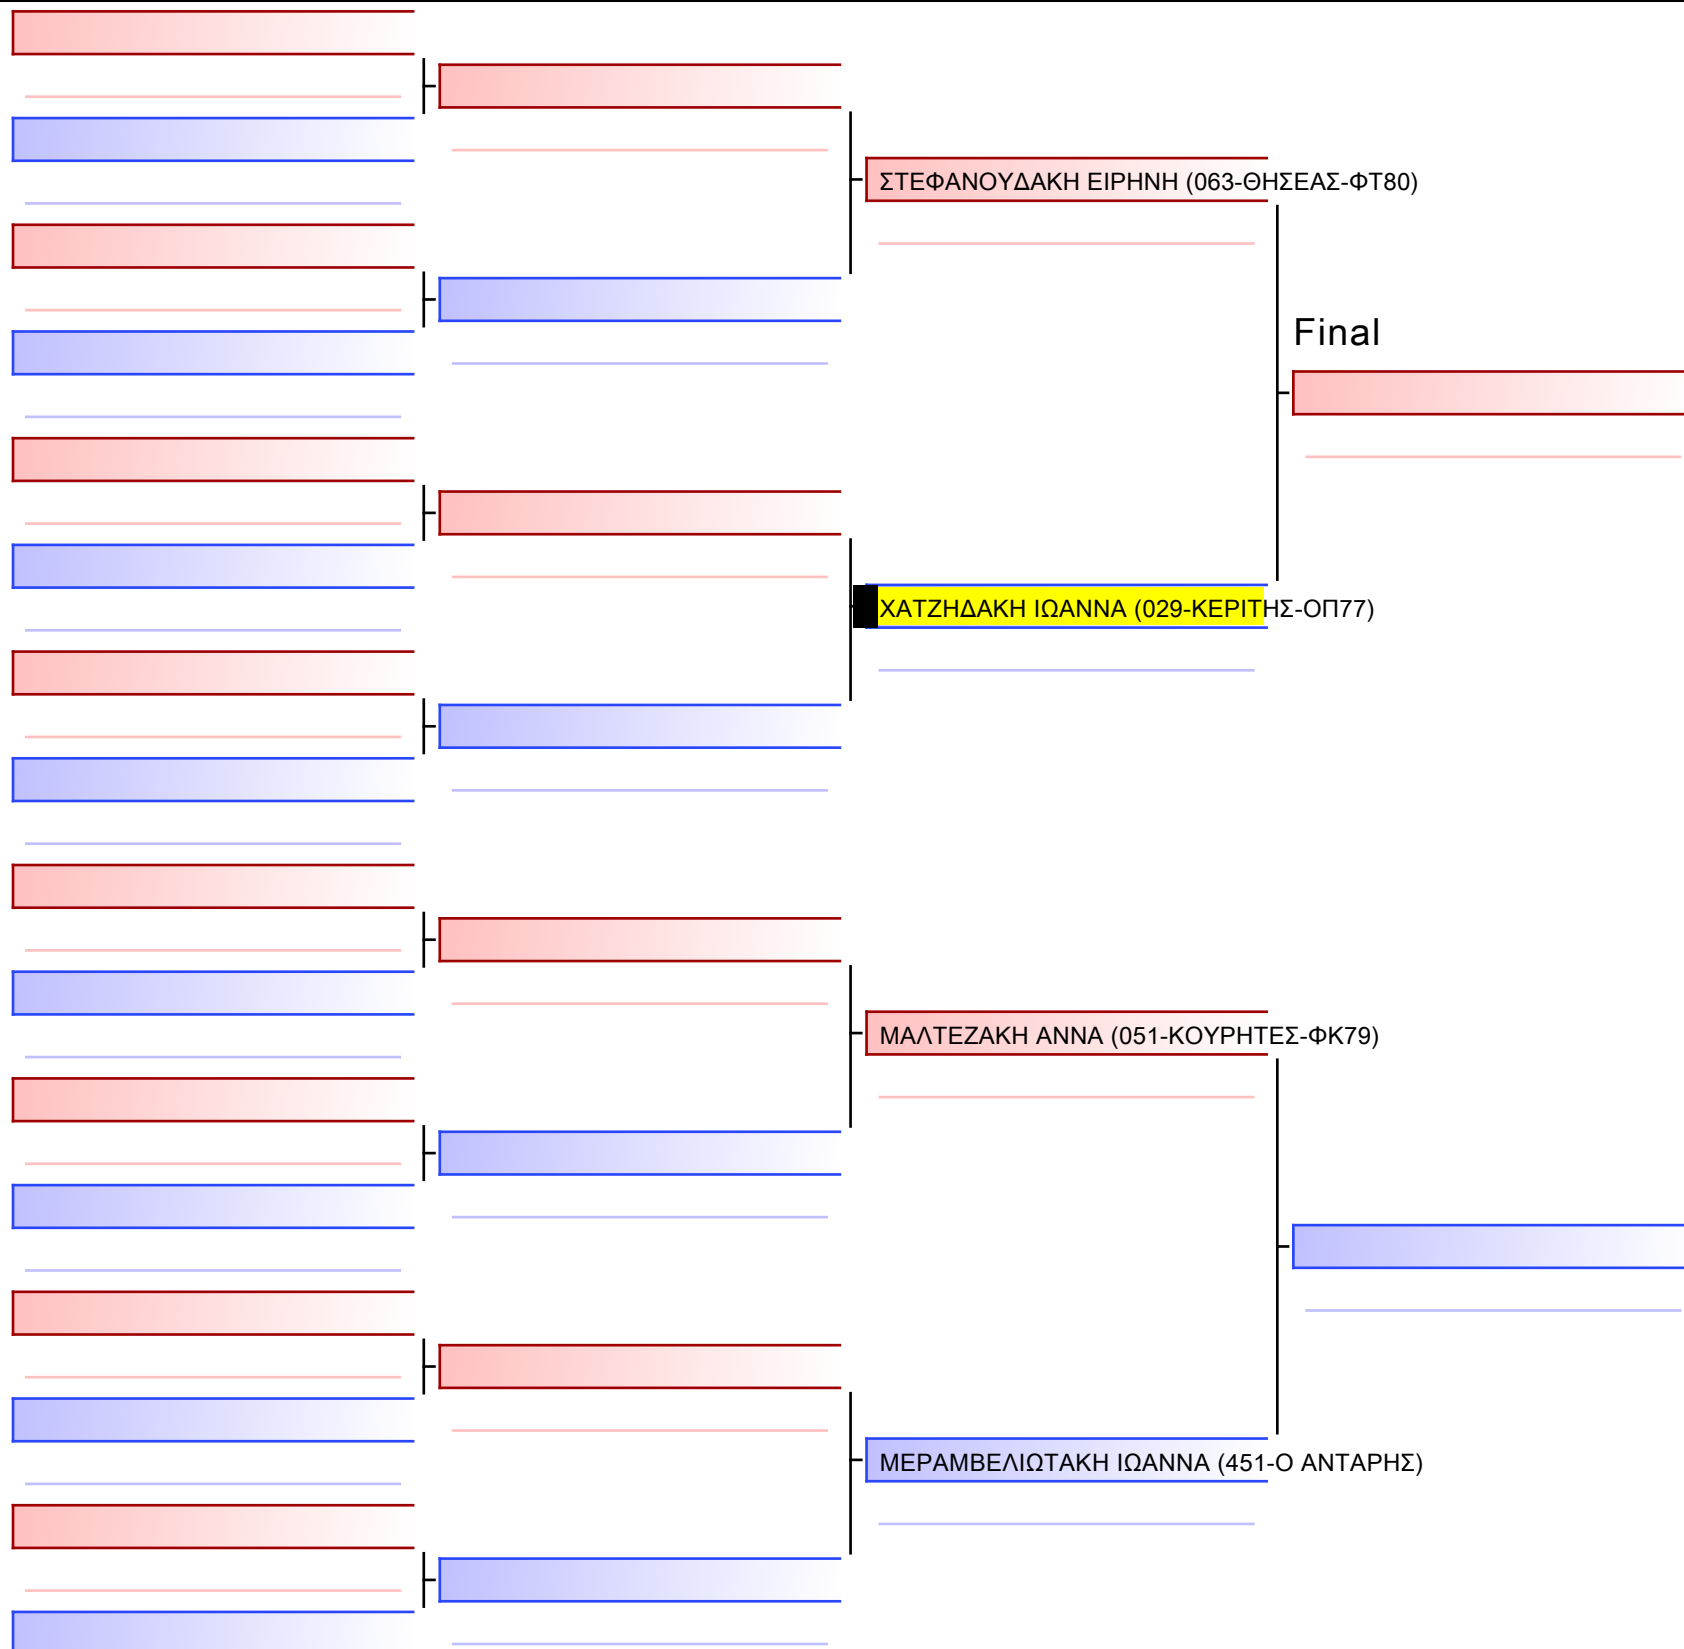 ΣΤΕΦΑΝΟΥΔΑΚΗ ΕΙΡΗΝΗ (063-ΘΗΣΕΑΣ-ΦΤ80)
Final
ΧΑΤΖΗΔΑΚΗ ΙΩΑΝΝΑ (029-ΚΕΡΙΤΗΣ-ΟΠ77)
ΜΑΛΤΕΖΑΚΗ ΑΝΝΑ (051-ΚΟΥΡΗΤΕΣ-ΦΚ79)
ΜΕΡΑΜΒΕΛΙΩΤΑΚΗ ΙΩΑΝΝΑ (451-Ο ΑΝΤΑΡΗΣ)